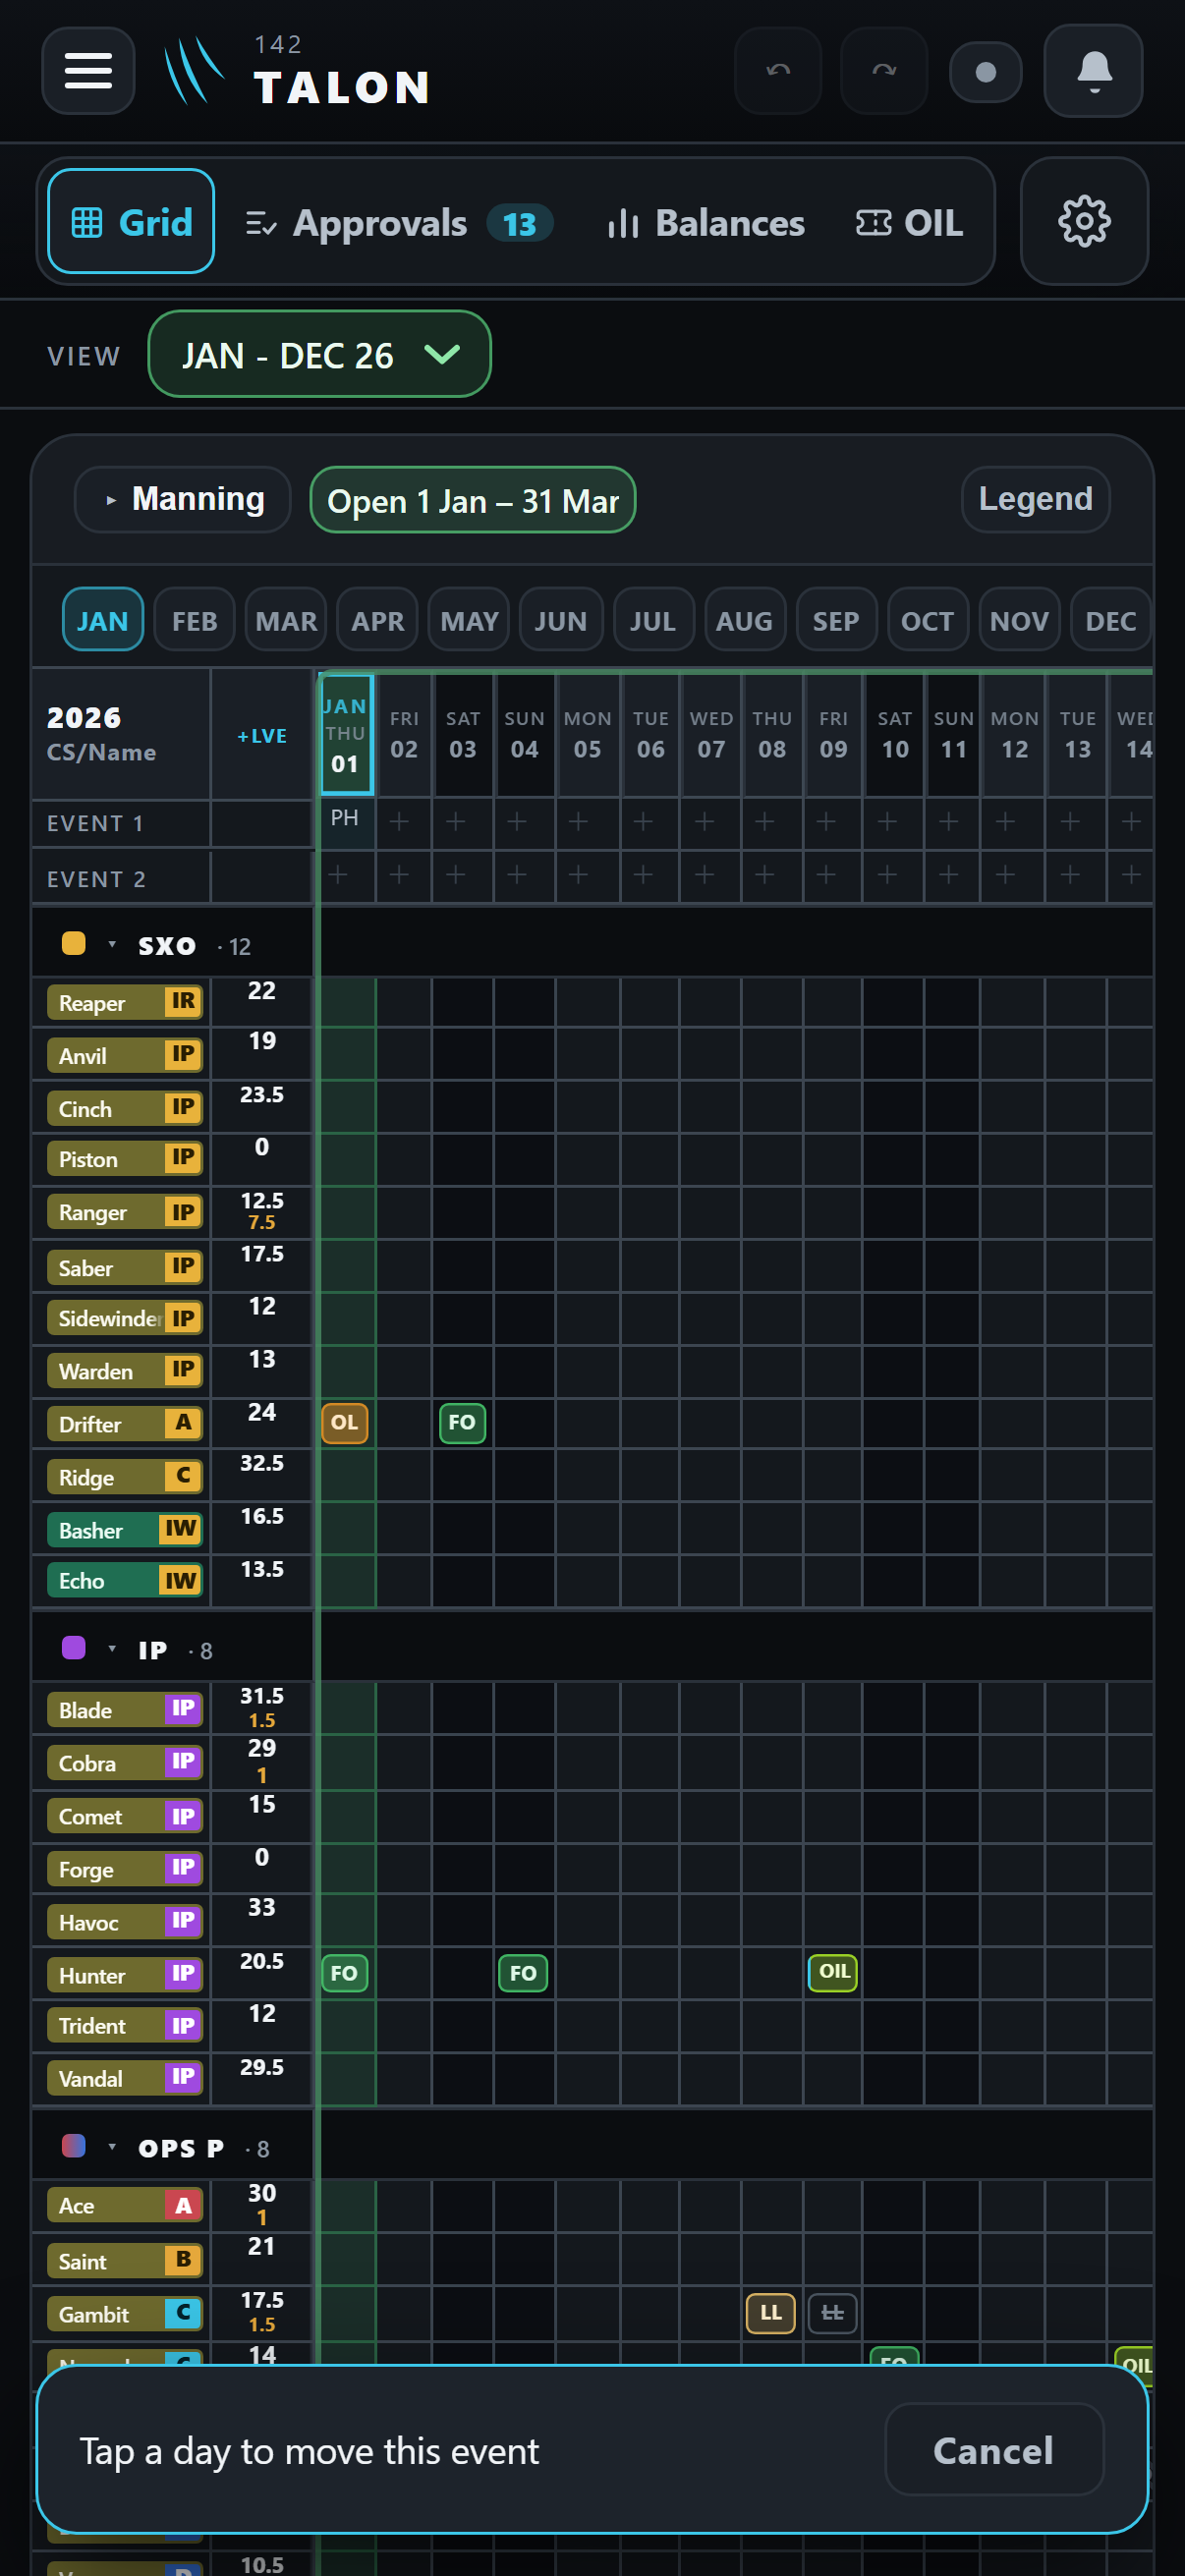 142
TALON
Grid
Approvals 13
Balances
OIL
VIEW JAN - DEC 26
▸ Manning
Open 1 Jan – 31 Mar
Legend
JAN FEB MAR APR MAY JUN JUL AUG SEP OCT NOV DEC
2026
CS/Name
+LVE
JAN THU 01
FRI 02
SAT 03
SUN 04
MON 05
TUE 06
WED 07
THU 08
FRI 09
SAT 10
SUN 11
MON 12
TUE 13
WED 14
EVENT 1 PH + + + + + + + + + + + + +
EVENT 2 + + + + + + + + + + + + + +
▾ SXO · 12
Reaper IR 22
Anvil IP 19
Cinch IP 23.5
Piston IP 0
Ranger IP 12.5
7.5
Saber IP 17.5
Sidewinder IP 12
Warden IP 13
Drifter A 24 OL FO
Ridge C 32.5
Basher IW 16.5
Echo IW 13.5
▾ IP · 8
Blade IP 31.5
1.5
Cobra IP 29
1
Comet IP 15
Forge IP 0
Havoc IP 33
Hunter IP 20.5 FO FO OIL
Trident IP 12
Vandal IP 29.5
▾ OPS P · 8
Ace A 30
1
Saint B 21
Gambit C 17.5 LL LL
1.5
14 FO OIL
Tap a day to move this event
Cancel
10.5